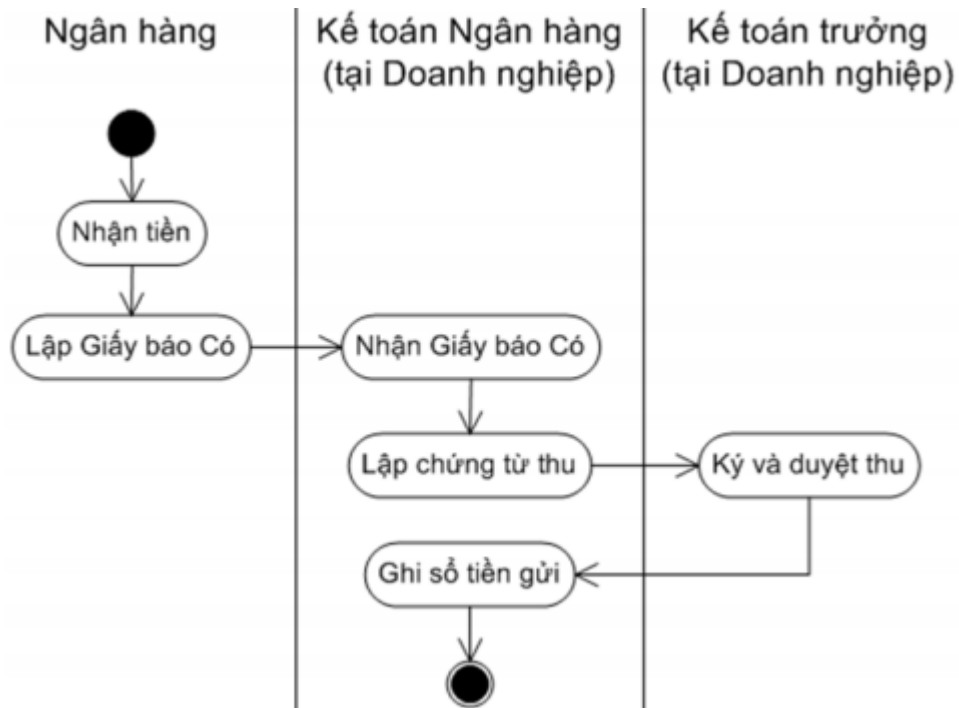 Ngân hàng
Kế toán Ngân hàng
(tại Doanh nghiệp)
Kế toán trưởng
(tại Doanh nghiệp)
Nhận tiền
Lập Giấy báo Có
Nhận Giấy báo Có
Lập chứng từ thu
Ký và duyệt thu
Ghi sổ tiền gửi